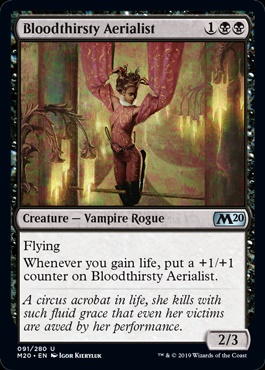 Bloodthirsty Aerialist 1
Creature — Vampire Rogue M20
Flying
Whenever you gain life, put a +1/+1
counter on Bloodthirsty Aerialist.
A circus acrobat in life, she kills with
such fluid grace that even her victims
are awed by her performance.
2/3
091/280 U
M20 • EN Igor Kieryluk ™ & © 2019 Wizards of the Coast